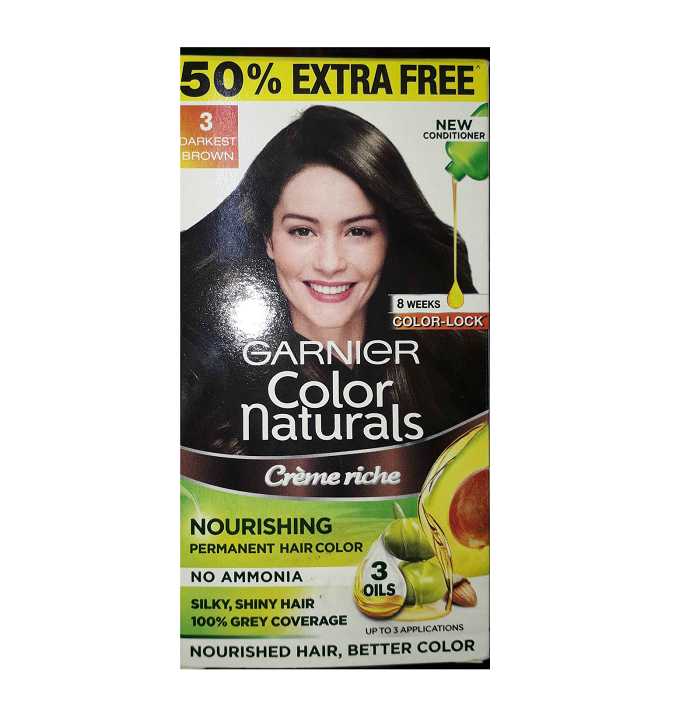 50% EXTRA FREE^
3
DARKEST
BROWN
NEW
CONDITIONER
8 WEEKS
COLOR-LOCK
GARNIER
Color
naturals
Crème riche
NOURISHING
PERMANENT HAIR COLOR
NO AMMONIA
3
OILS
SILKY, SHINY HAIR
100% GREY COVERAGE
UP TO 3 APPLICATIONS
NOURISHED HAIR, BETTER COLOR